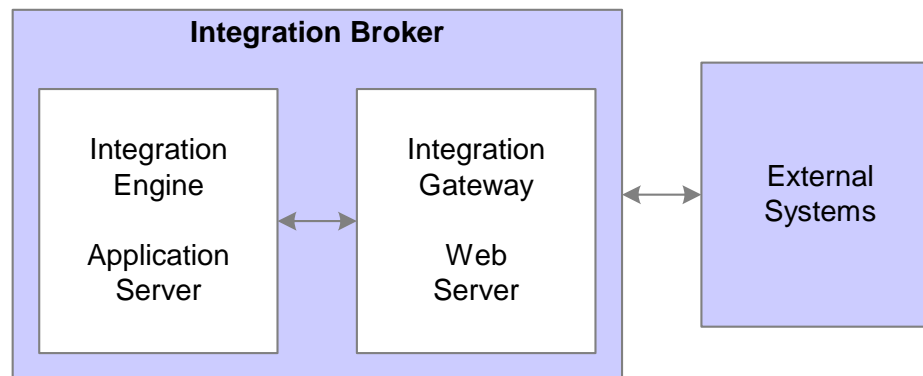 Integration Broker
Integration
Engine
Application
Server
Integration
Gateway
Web
Server
External
Systems